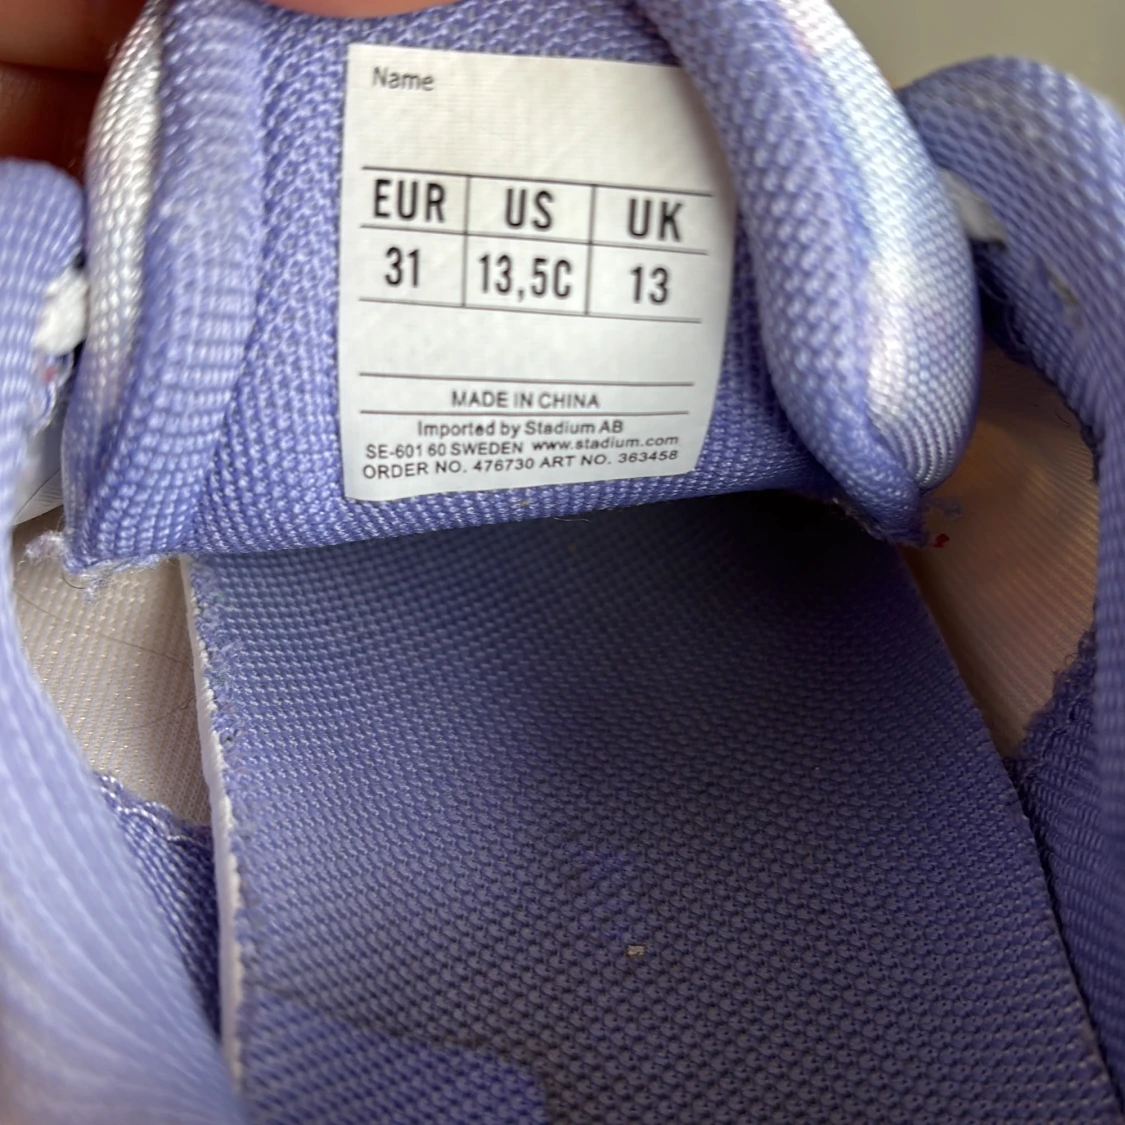 Name
EUR US UK
31 13,5C 13
MADE IN CHINA
Imported by Stadium AB
SE-601 60 SWEDEN www.stadium.com
ORDER NO. 476730 ART NO. 363458